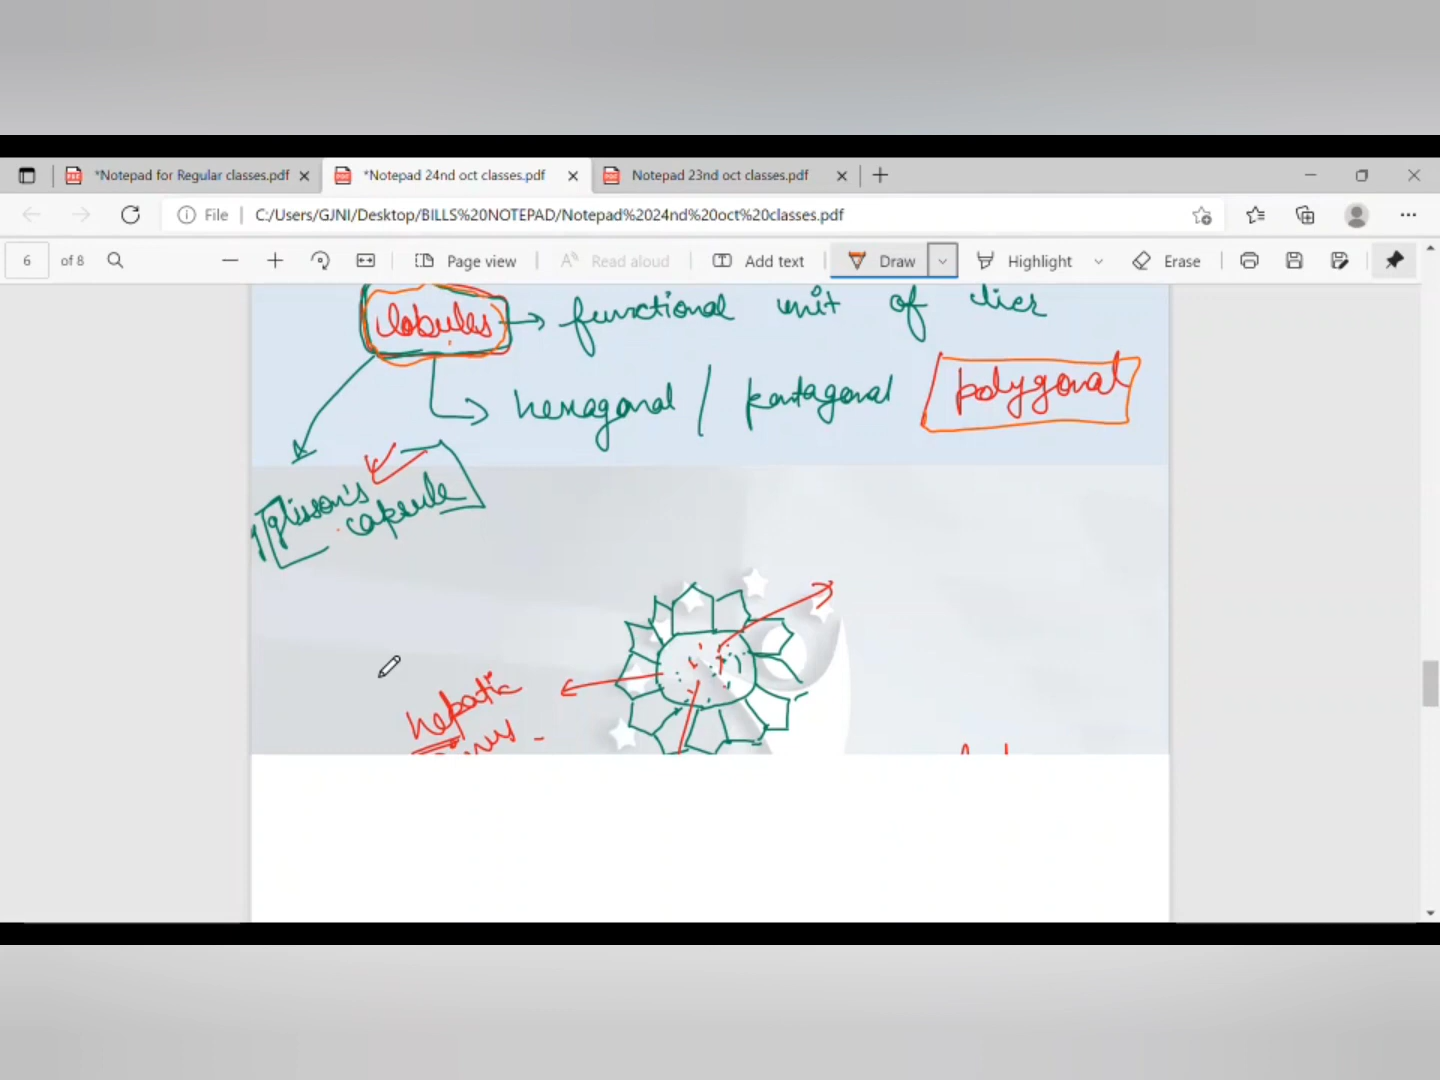 *Notepad for Regular classes.pdf
*Notepad 24nd oct classes.pdf
Notepad 23nd oct classes.pdf
File
C:/Users/GJNI/Desktop/BILLS%20NOTEPAD/Notepad%2024nd%20oct%20classes.pdf
6 of 8
Page view
Read aloud
Add text
Draw
Highlight
Erase
lobules → functional unit of
hexagonal / pentagonal polygonal
glisson's
capsule
hepatic